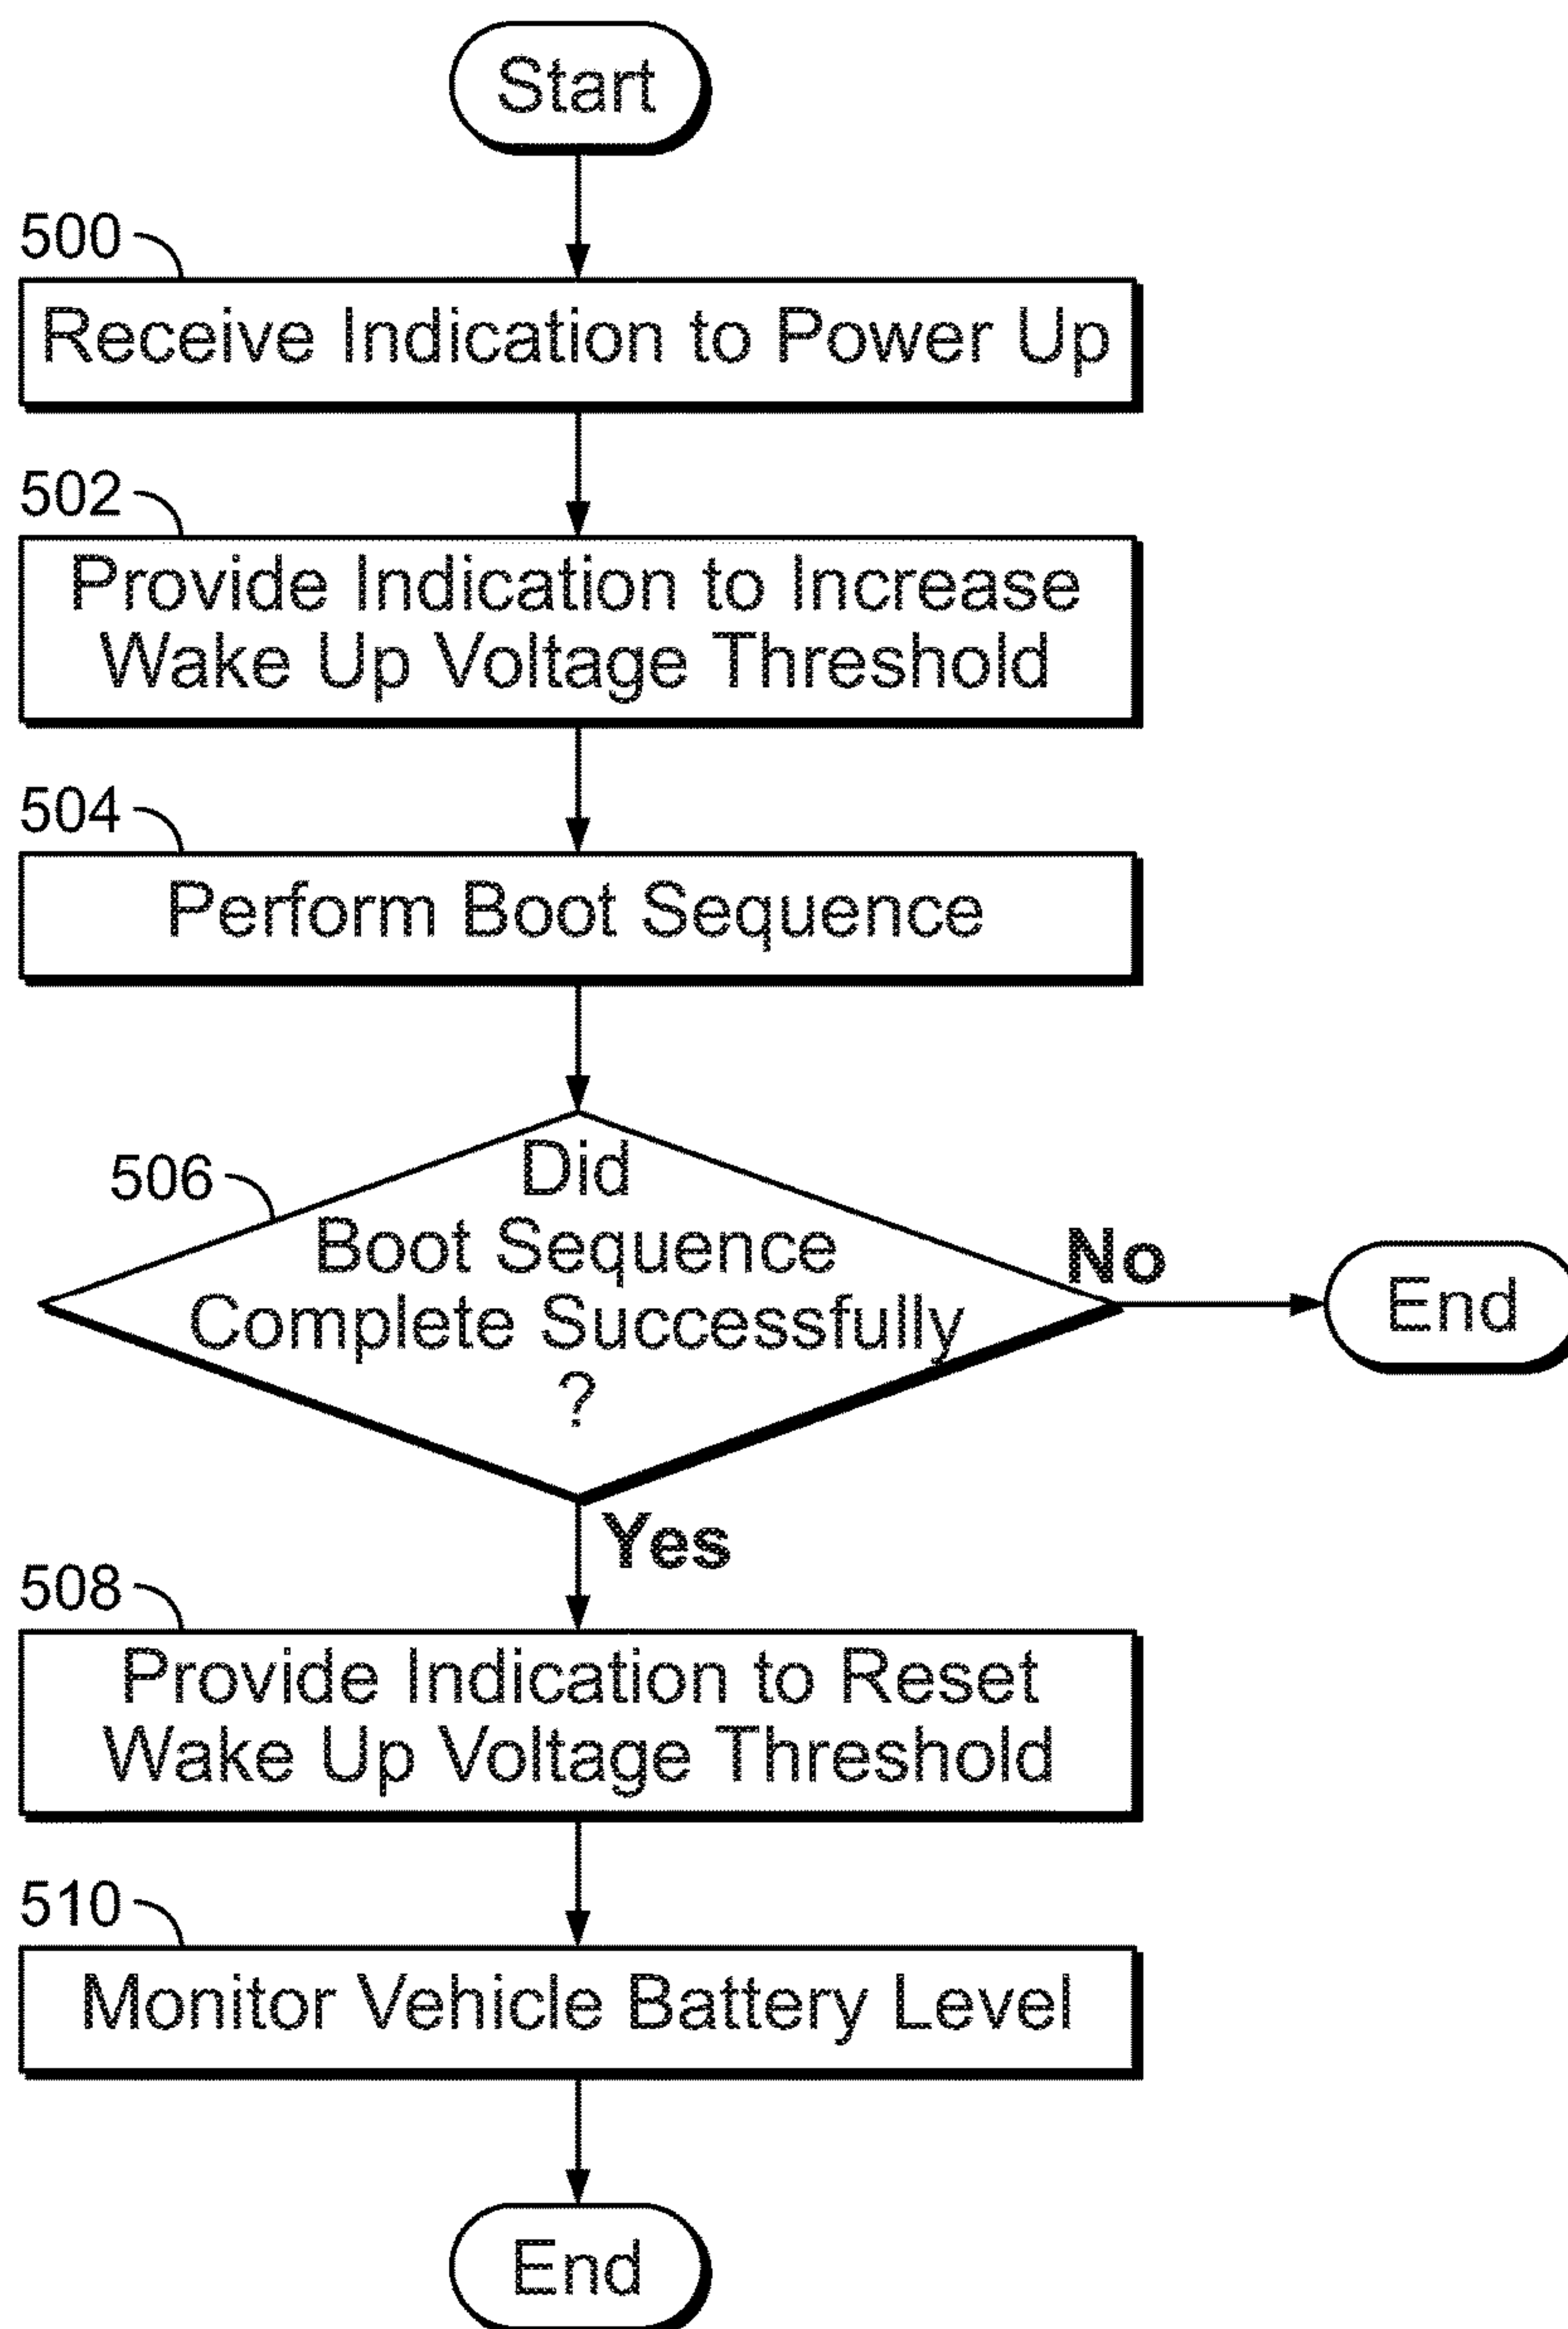 Start
500
Receive Indication to Power Up
502
Provide Indication to Increase
Wake Up Voltage Threshold
504
Perform Boot Sequence
506
Did
Boot Sequence
Complete Successfully
?
No
End
Yes
508
Provide Indication to Reset
Wake Up Voltage Threshold
510
Monitor Vehicle Battery Level
End